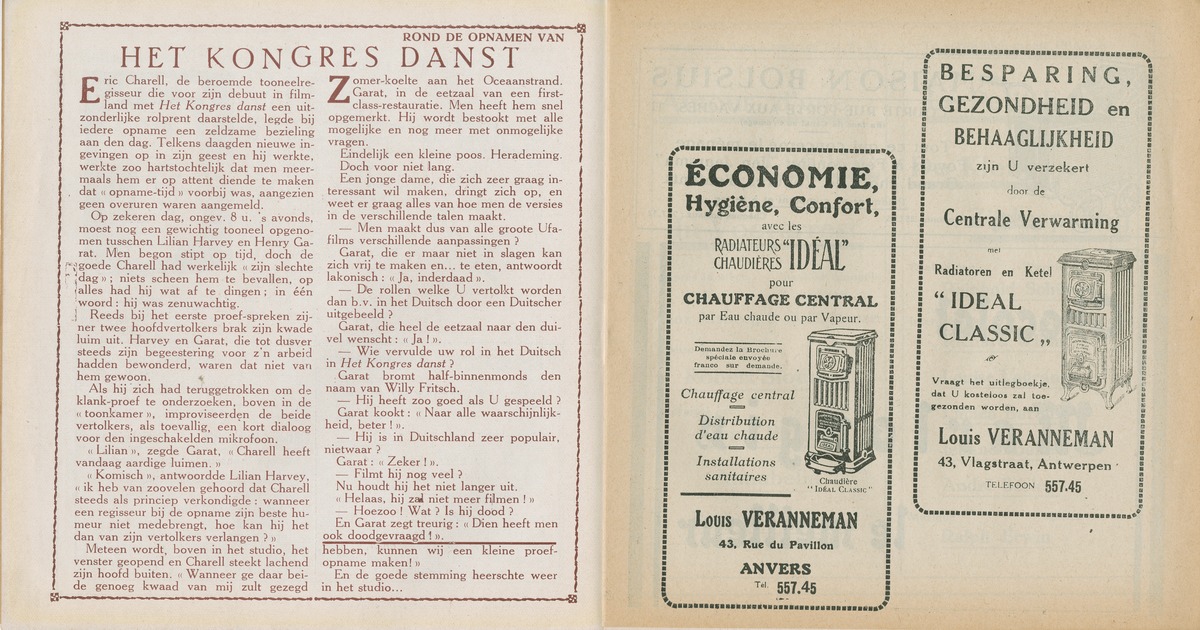 ROND DE OPNAMEN VAN
HET KONGRES DANST
Eric Charell, de beroemde tooneelre-
gisseur die voor zijn debuut in film-
land met Het Kongres danst een uit-
zonderlijke rolprent daarstelde, legde bij
iedere opname een zeldzame bezieling
aan den dag. Telkens daagden nieuwe in-
gevingen op in zijn geest en hij werkte,
werkte zoo hartstochtelijk dat men meer-
maals hem er op attent diende te maken
dat « opname-tijd » voorbij was, aangezien
geen overuren waren aangemeld.
Op zekeren dag, ongev. 8 u. 's avonds,
moest nog een gewichtig tooneel opgeno-
men tusschen Lilian Harvey en Henry Ga-
rat. Men begon stipt op tijd, doch de
goede Charell had werkelijk « zijn slechte
dag » ; niets scheen hem te bevallen, op
alles had hij wat af te dingen ; in één
woord : hij was zenuwachtig.
Reeds bij het eerste proef-spreken zij-
ner twee hoofdvertolkers brak zijn kwade
luim uit. Harvey en Garat, die tot dusver
steeds zijn begeestering voor z'n arbeid
hadden bewonderd, waren dat niet van
hem gewoon.
Als hij zich had teruggetrokken om de
klank-proef te onderzoeken, boven in de
« toonkamer », improviseerden de beide
vertolkers, als toevallig, een kort dialoog
voor den ingeschakelden mikrofoon.
« Lilian », zegde Garat, « Charell heeft
vandaag aardige luimen. »
« Komisch », antwoordde Lilian Harvey,
« ik heb van zoovelen gehoord dat Charell
steeds als princiep verkondigde : wanneer
een regisseur bij de opname zijn beste hu-
meur niet medebrengt, hoe kan hij het
dan van zijn vertolkers verlangen ? »
Meteen wordt, boven in het studio, het
venster geopend en Charell steekt lachend
zijn hoofd buiten. « Wanneer ge daar bei-
de genoeg kwaad van mij zult gezegd
Zomer-koelte aan het Oceaanstrand.
Garat, in de eetzaal van een first-
class-restauratie. Men heeft hem snel
opgemerkt. Hij wordt bestookt met alle
mogelijke en nog meer met onmogelijke
vragen.
Eindelijk een kleine poos. Herademing.
Doch voor niet lang.
Een jonge dame, die zich zeer graag in-
teressant wil maken, dringt zich op, en
weet er graag alles van hoe men de versies
in de verschillende talen maakt.
— Men maakt dus van alle groote Ufa-
films verschillende aanpassingen ?
Garat, die er maar niet in slagen kan
zich vrij te maken en... te eten, antwoordt
lakonisch : « Ja, inderdaad ».
— De rollen welke U vertolkt worden
dan b.v. in het Duitsch door een Duitscher
uitgebeeld ?
Garat, die heel de eetzaal naar den dui-
vel wenscht : « Ja ! ».
— Wie vervulde uw rol in het Duitsch
in Het Kongres danst ?
Garat bromt half-binnenmonds den
naam van Willy Fritsch.
— Hij heeft zoo goed als U gespeeld ?
Garat kookt : « Naar alle waarschijnlijk-
heid, beter ! ».
— Hij is in Duitschland zeer populair,
nietwaar ?
Garat : « Zeker ! ».
— Filmt hij nog veel ?
Nu houdt hij het niet langer uit.
« Helaas, hij zal niet meer filmen ! »
— Hoezoo ! Wat ? Is hij dood ?
En Garat zegt treurig : « Dien heeft men
ook doodgevraagd ! ».
hebben, kunnen wij een kleine proef-
opname maken! »
En de goede stemming heerschte weer
in het studio...
ÉCONOMIE,
Hygiène, Confort,
avec les
RADIATEURS "IDÉAL"
CHAUDIÈRES
pour
CHAUFFAGE CENTRAL
par Eau chaude ou par Vapeur.
Demandez la Brochure
spéciale envoyée
franco sur demande.
Chauffage central
Distribution
d'eau chaude
Installations
sanitaires
Chaudière
"IDÉAL CLASSIC"
Louis VERANNEMAN
43, Rue du Pavillon
ANVERS
Tel. 557.45
BESPARING,
GEZONDHEID en
BEHAAGLIJKHEID
zijn U verzekert
door de
Centrale Verwarming
met
Radiatoren en Ketel
"IDEAL
CLASSIC„
Vraagt het uitlegboekje,
dat U kosteloos zal toe-
gezonden worden, aan
Louis VERANNEMAN
43, Vlagstraat, Antwerpen
TELEFOON 557.45